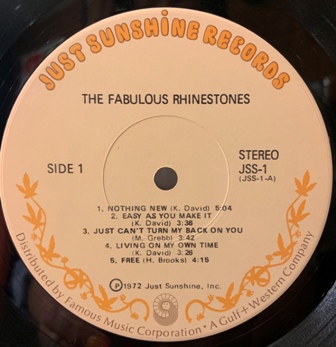 JUST SUNSHINE RECORDS
THE FABULOUS RHINESTONES
SIDE 1
STEREO
JSS-1
(JSS-1-A)
1. NOTHING NEW (K. David) 5:04
2. EASY AS YOU MAKE IT
(K. David) 3:36
3. JUST CAN'T TURN MY BACK ON YOU
(M. Grebb) 3:42
4. LIVING ON MY OWN TIME
(K. David) 3:26
5. FREE (H. Brooks) 4:15
Ⓟ1972 Just Sunshine, Inc.
Distributed by Famous Music Corporation • A Gulf + Western Company